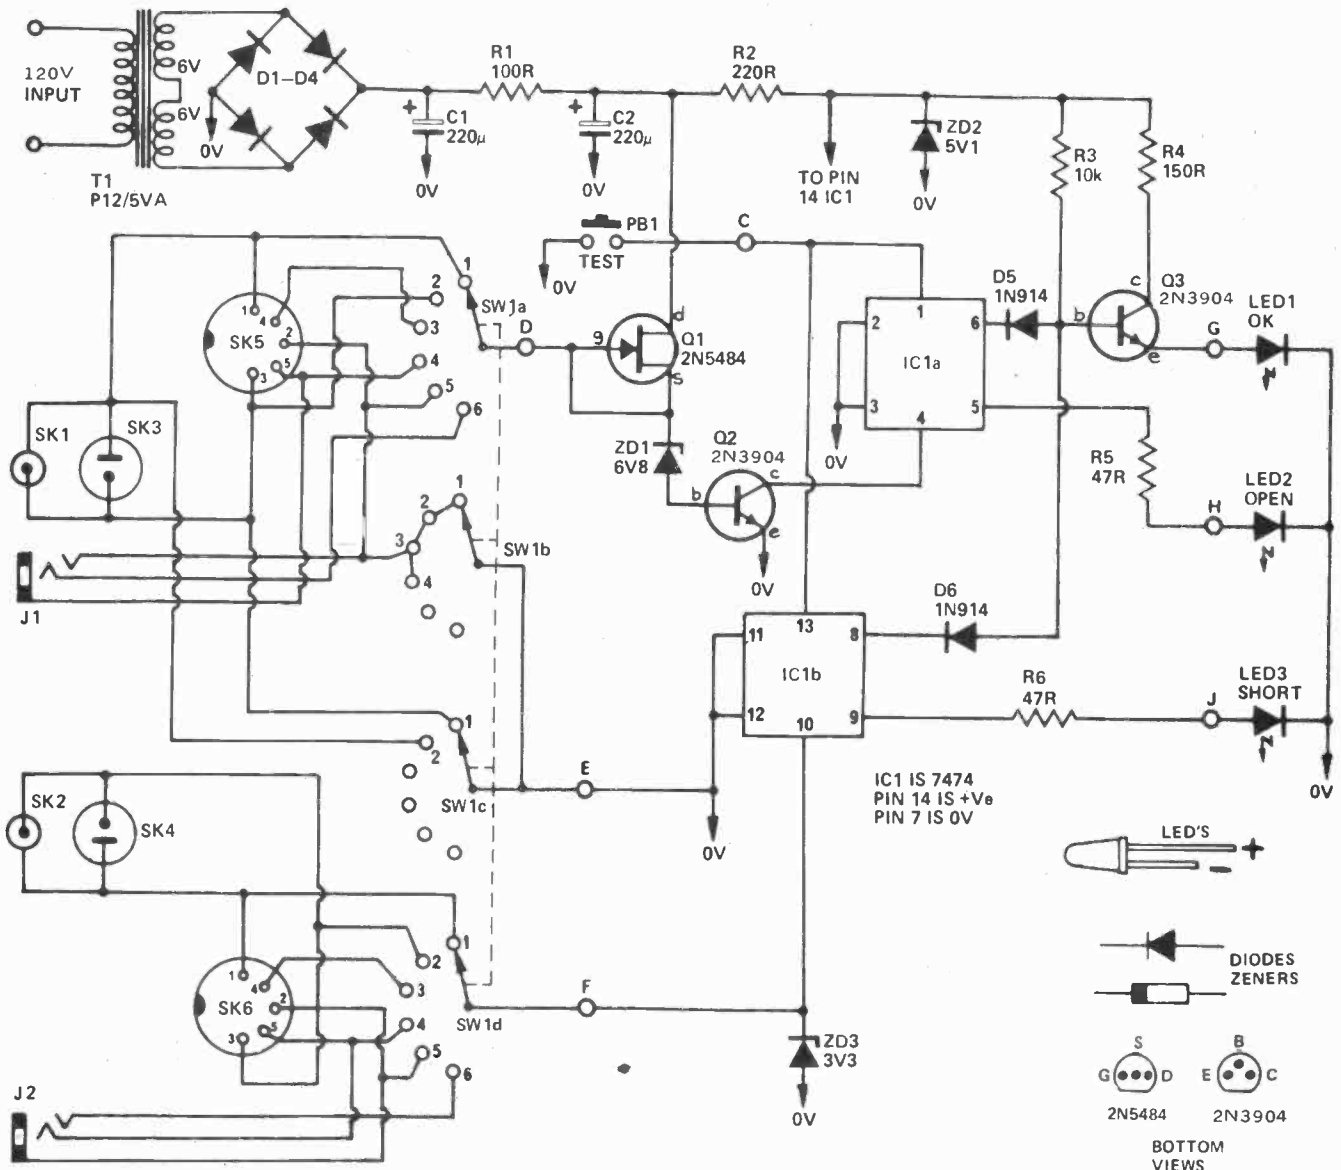 120V
INPUT
6V
6V
D1–D4
0V
T1
P12/5VA
+
C1
220µ
0V
R1
100R
+
C2
220µ
0V
R2
220R
TO PIN
14 IC1
ZD2
5V1
0V
R3
10k
R4
150R
PB1
TEST
0V
C
1
2
3
4
5
6
SW1a
D
1
4
2
5
3
SK5
g
d
s
Q1
2N5484
2
3
1
6
5
4
IC1a
0V
D5
1N914
b
c
e
Q3
2N3904
G
LED1
OK
SK1
SK3
ZD1
6V8
Q2
2N3904
b
c
e
0V
R5
47R
H
LED2
OPEN
1
2
3
4
SW1b
J1
D6
1N914
11
12
13
8
9
10
IC1b
0V
R6
47R
J
LED3
SHORT
0V
1
2
SW1c
E
IC1 IS 7474
PIN 14 IS +Ve
PIN 7 IS 0V
SK2
SK4
LED'S
+
–
1
2
3
4
5
6
SW1d
F
1
4
2
5
3
SK6
ZD3
3V3
0V
DIODES
ZENERS
J2
S
G
D
2N5484
B
E
C
2N3904
BOTTOM
VIEWS